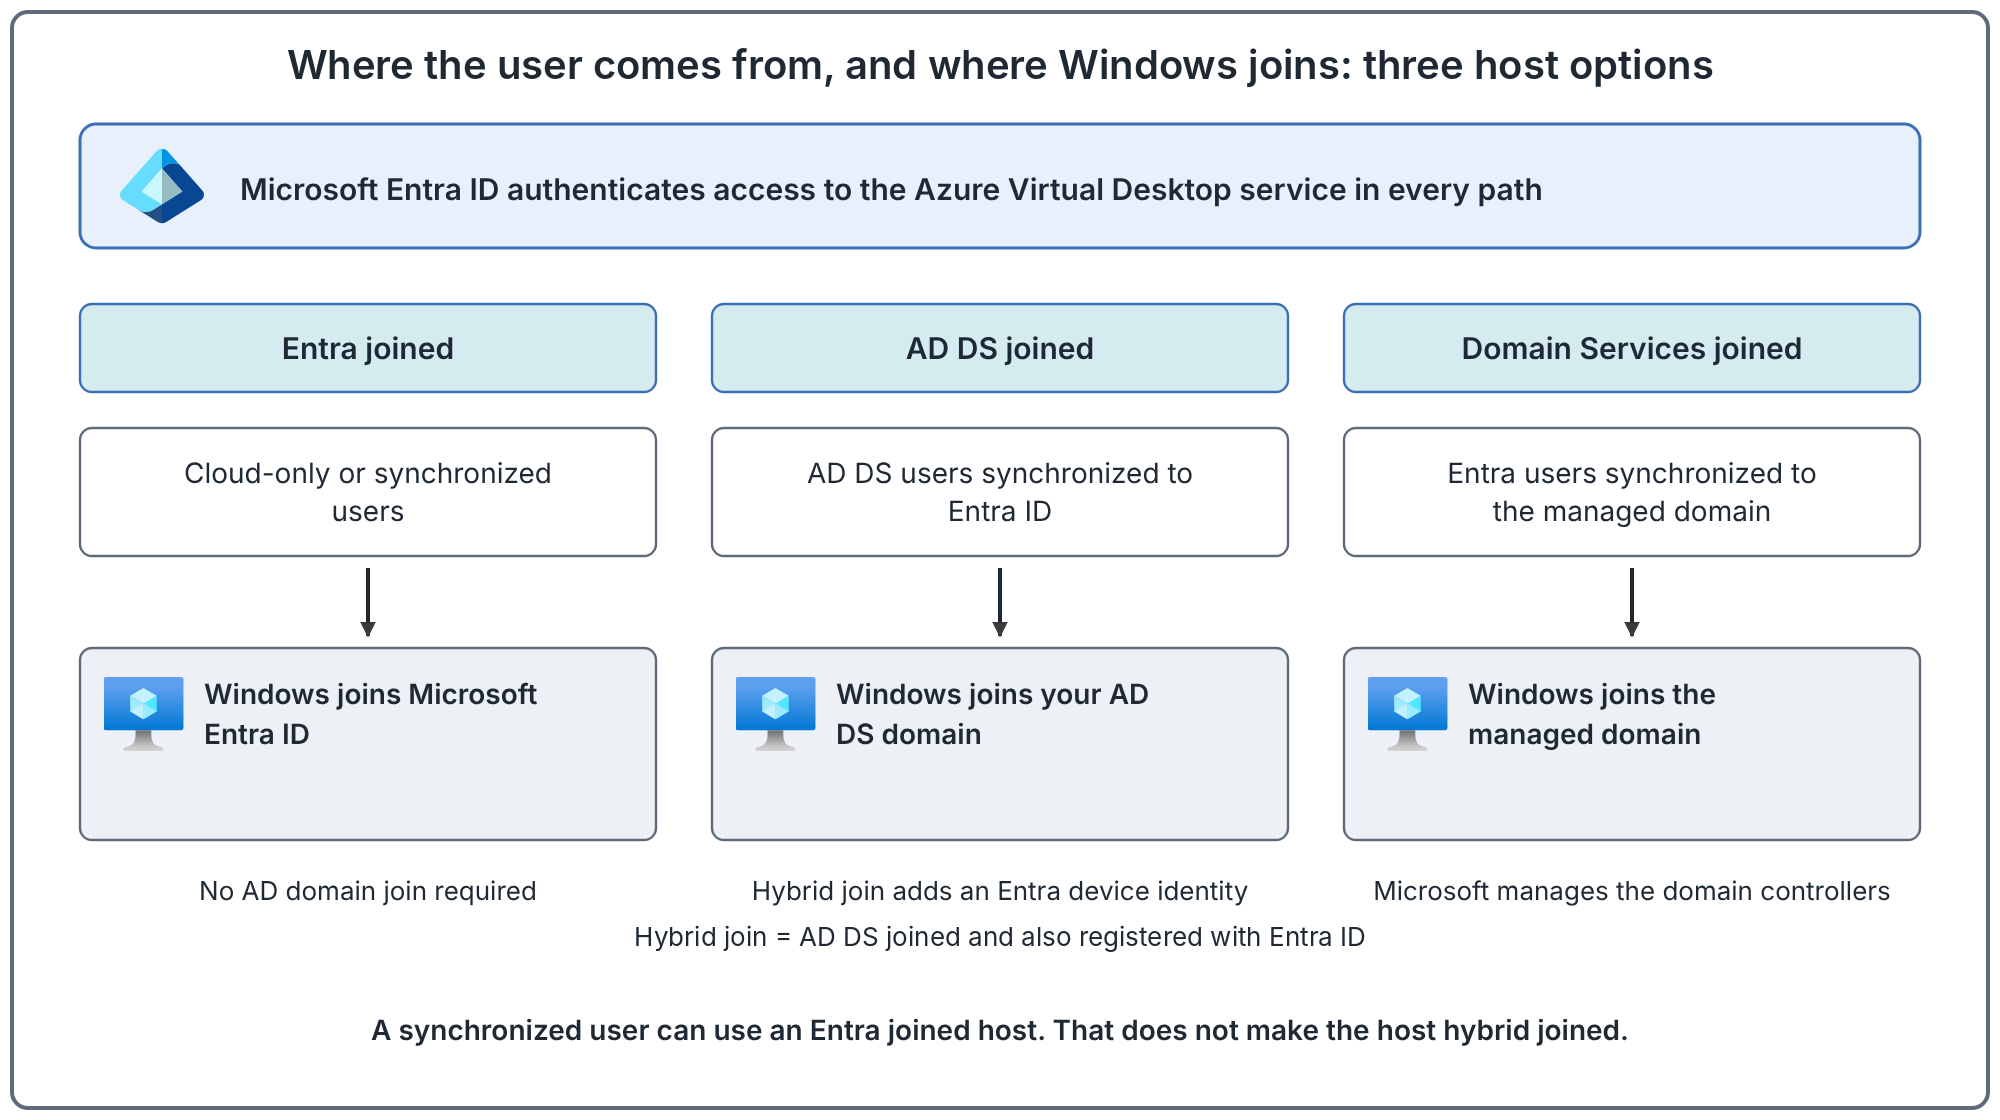 Where the user comes from, and where Windows joins: three host options
Microsoft Entra ID authenticates access to the Azure Virtual Desktop service in every path
Entra joined
Cloud-only or synchronized
users
Windows joins Microsoft
Entra ID
No AD domain join required
AD DS joined
AD DS users synchronized to
Entra ID
Windows joins your AD
DS domain
Hybrid join adds an Entra device identity
Domain Services joined
Entra users synchronized to
the managed domain
Windows joins the
managed domain
Microsoft manages the domain controllers
Hybrid join = AD DS joined and also registered with Entra ID
A synchronized user can use an Entra joined host. That does not make the host hybrid joined.